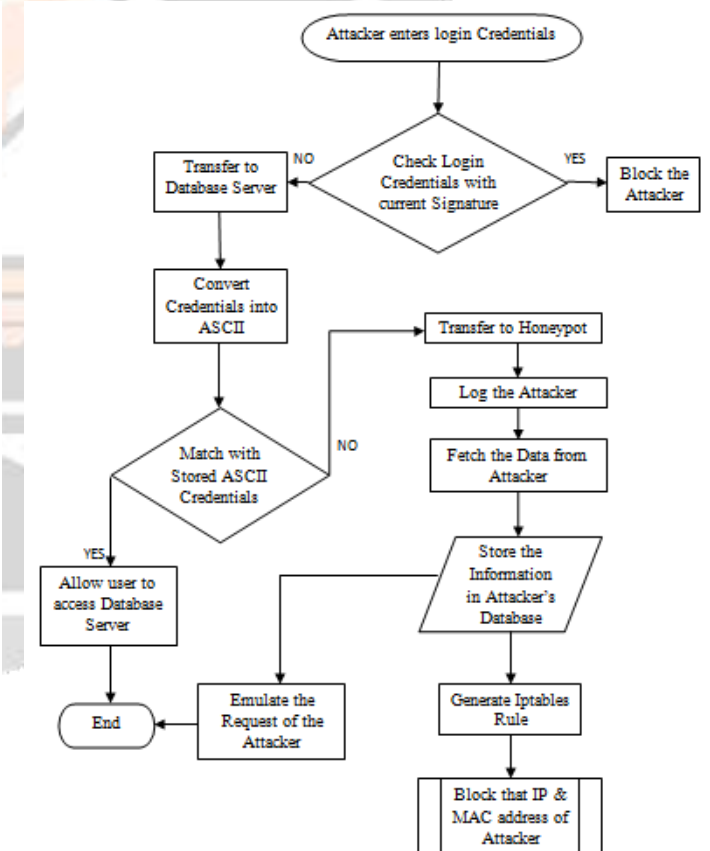 Attacker enters login Credentials
Check Login
Credentials with
current Signature
NO
YES
Transfer to
Database Server
Block the
Attacker
Convert
Credentials into
ASCII
Match with
Stored ASCII
Credentials
NO
YES
Transfer to Honeypot
Log the Attacker
Fetch the Data from
Attacker
Store the
Information
in Attacker's
Database
Allow user to
access Database
Server
End
Emulate the
Request of the
Attacker
Generate Iptables
Rule
Block that IP &
MAC address of
Attacker